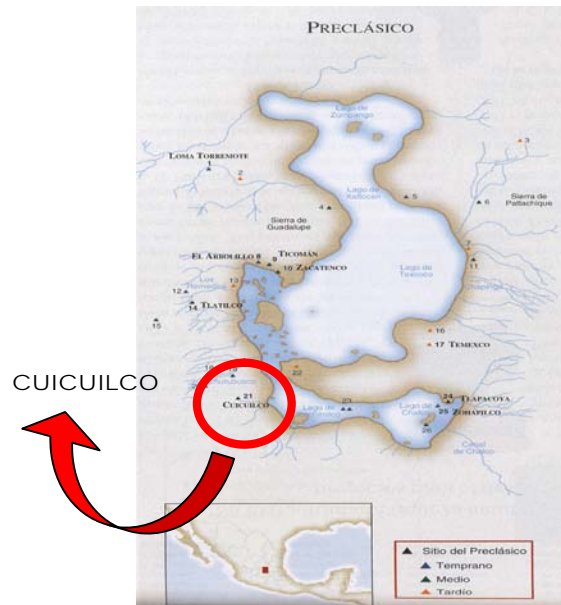 PRECLÁSICO
Lago de
Zumpango
3
LOMA TORREMOTE
1
2
Lago de
Xaltocan
5
6
4
Sierra de
Patlachique
Sierra de
Guadalupe
7
EL ARBOLILLO 8
9
TICOMÁN
10 ZACATENCO
11
Lago de
Texcoco
Los
13
12
14
TLATILCO
15
16
17 TEMEXCO
22
CUICUILCO
21
CUICUILCO
23
Lago de
Lago de
24
TLAPACOYA
25 ZOHAPILCO
26
de Chalco
Sitio del Preclásico
Temprano
Medio
Tardío